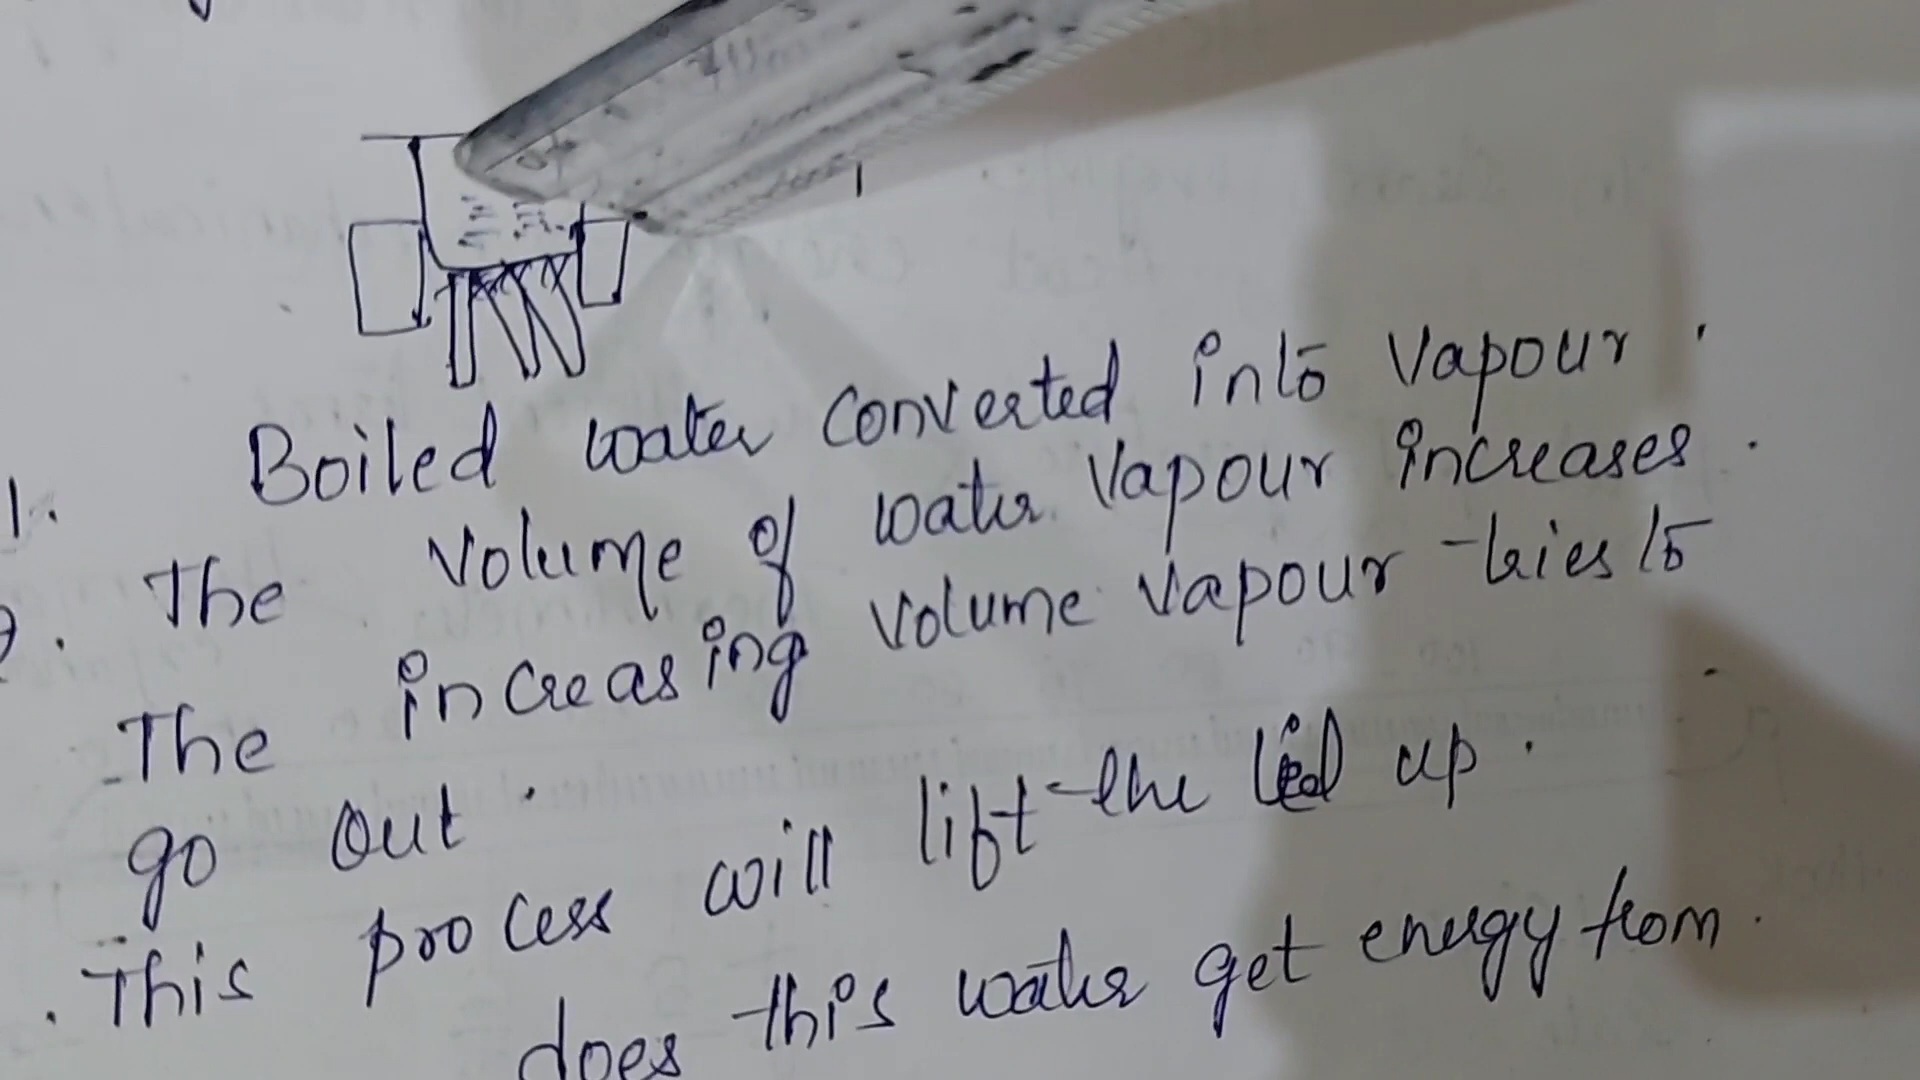 1. Boiled water converted into vapour.
2. The volume of water vapour increases.
The increasing volume vapour tries to
go out.
. This process will lift the lid up.
does this water get energy from.